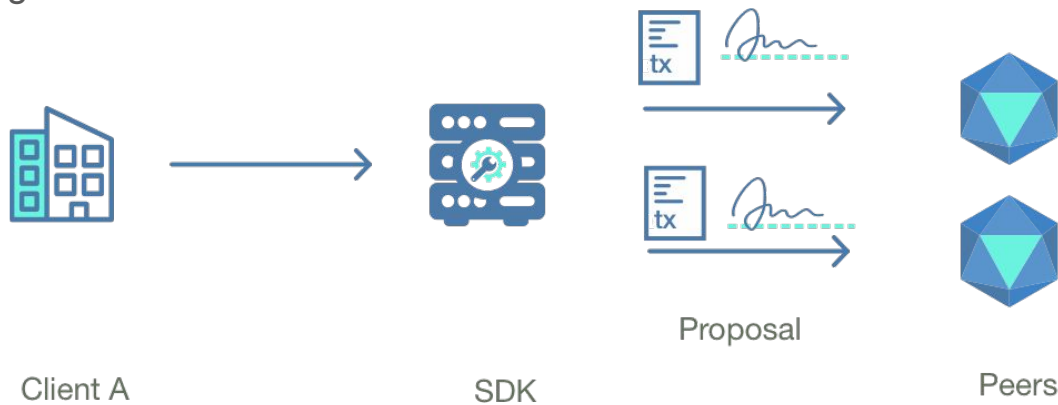 tx
tx
Proposal
Client A
SDK
Peers